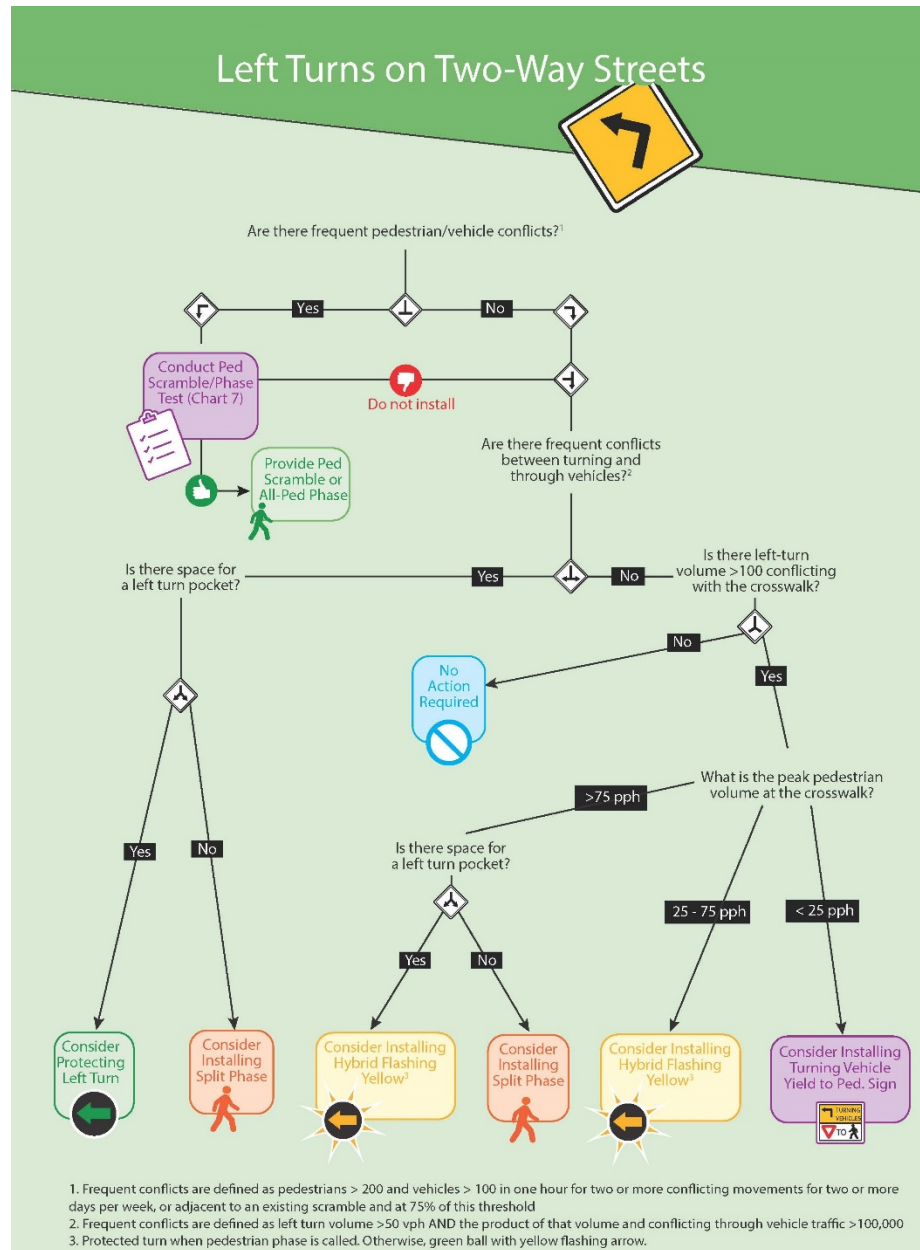 Left Turns on Two-Way Streets
Are there frequent pedestrian/vehicle conflicts?¹
Yes
No
Conduct Ped
Scramble/Phase
Test (Chart 7)
Do not install
Provide Ped
Scramble or
All-Ped Phase
Are there frequent conflicts
between turning and
through vehicles?²
Is there space for
a left turn pocket?
Yes
No
Is there left-turn
volume >100 conflicting
with the crosswalk?
No
Yes
No
Action
Required
What is the peak pedestrian
volume at the crosswalk?
>75 pph
Is there space for
a left turn pocket?
Yes
No
25 - 75 pph
< 25 pph
Yes
No
Consider
Protecting
Left Turn
Consider
Installing
Split Phase
Consider Installing
Hybrid Flashing
Yellow³
Consider
Installing
Split Phase
Consider Installing
Hybrid Flashing
Yellow³
Consider Installing
Turning Vehicle
Yield to Ped. Sign
TURNING
VEHICLES
TO
1. Frequent conflicts are defined as pedestrians > 200 and vehicles > 100 in one hour for two or more conflicting movements for two or more
days per week, or adjacent to an existing scramble and at 75% of this threshold
2. Frequent conflicts are defined as left turn volume >50 vph AND the product of that volume and conflicting through vehicle traffic >100,000
3. Protected turn when pedestrian phase is called. Otherwise, green ball with yellow flashing arrow.